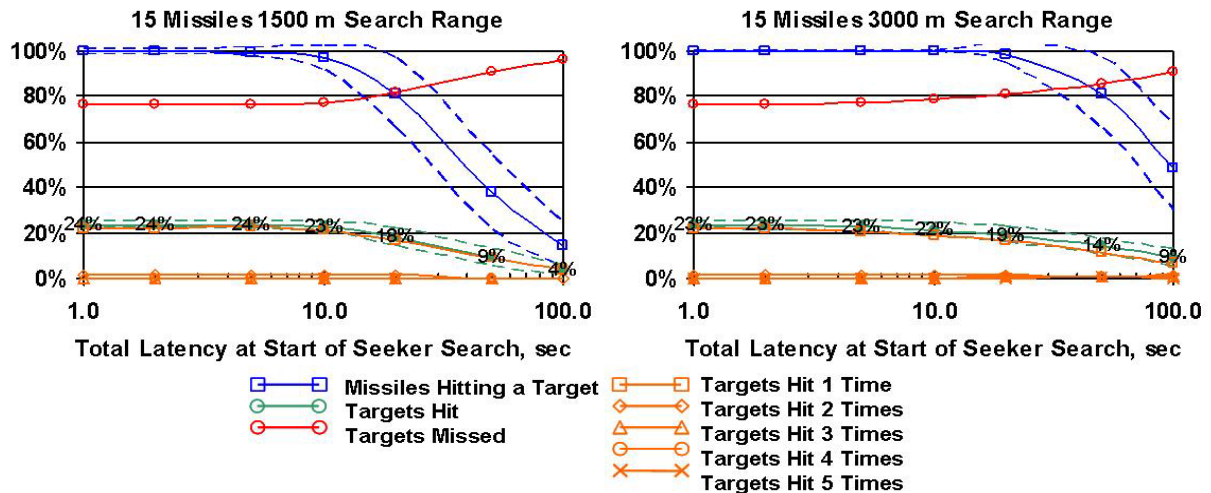 15 Missiles 1500 m Search Range
100%
80%
60%
40%
20%
0%
24% 24% 24% 23% 18% 9% 4%
1.0 10.0 100.0
Total Latency at Start of Seeker Search, sec
15 Missiles 3000 m Search Range
100%
80%
60%
40%
20%
0%
23% 23% 23% 22% 19% 14% 9%
1.0 10.0 100.0
Total Latency at Start of Seeker Search, sec
Missiles Hitting a Target
Targets Hit
Targets Missed
Targets Hit 1 Time
Targets Hit 2 Times
Targets Hit 3 Times
Targets Hit 4 Times
Targets Hit 5 Times